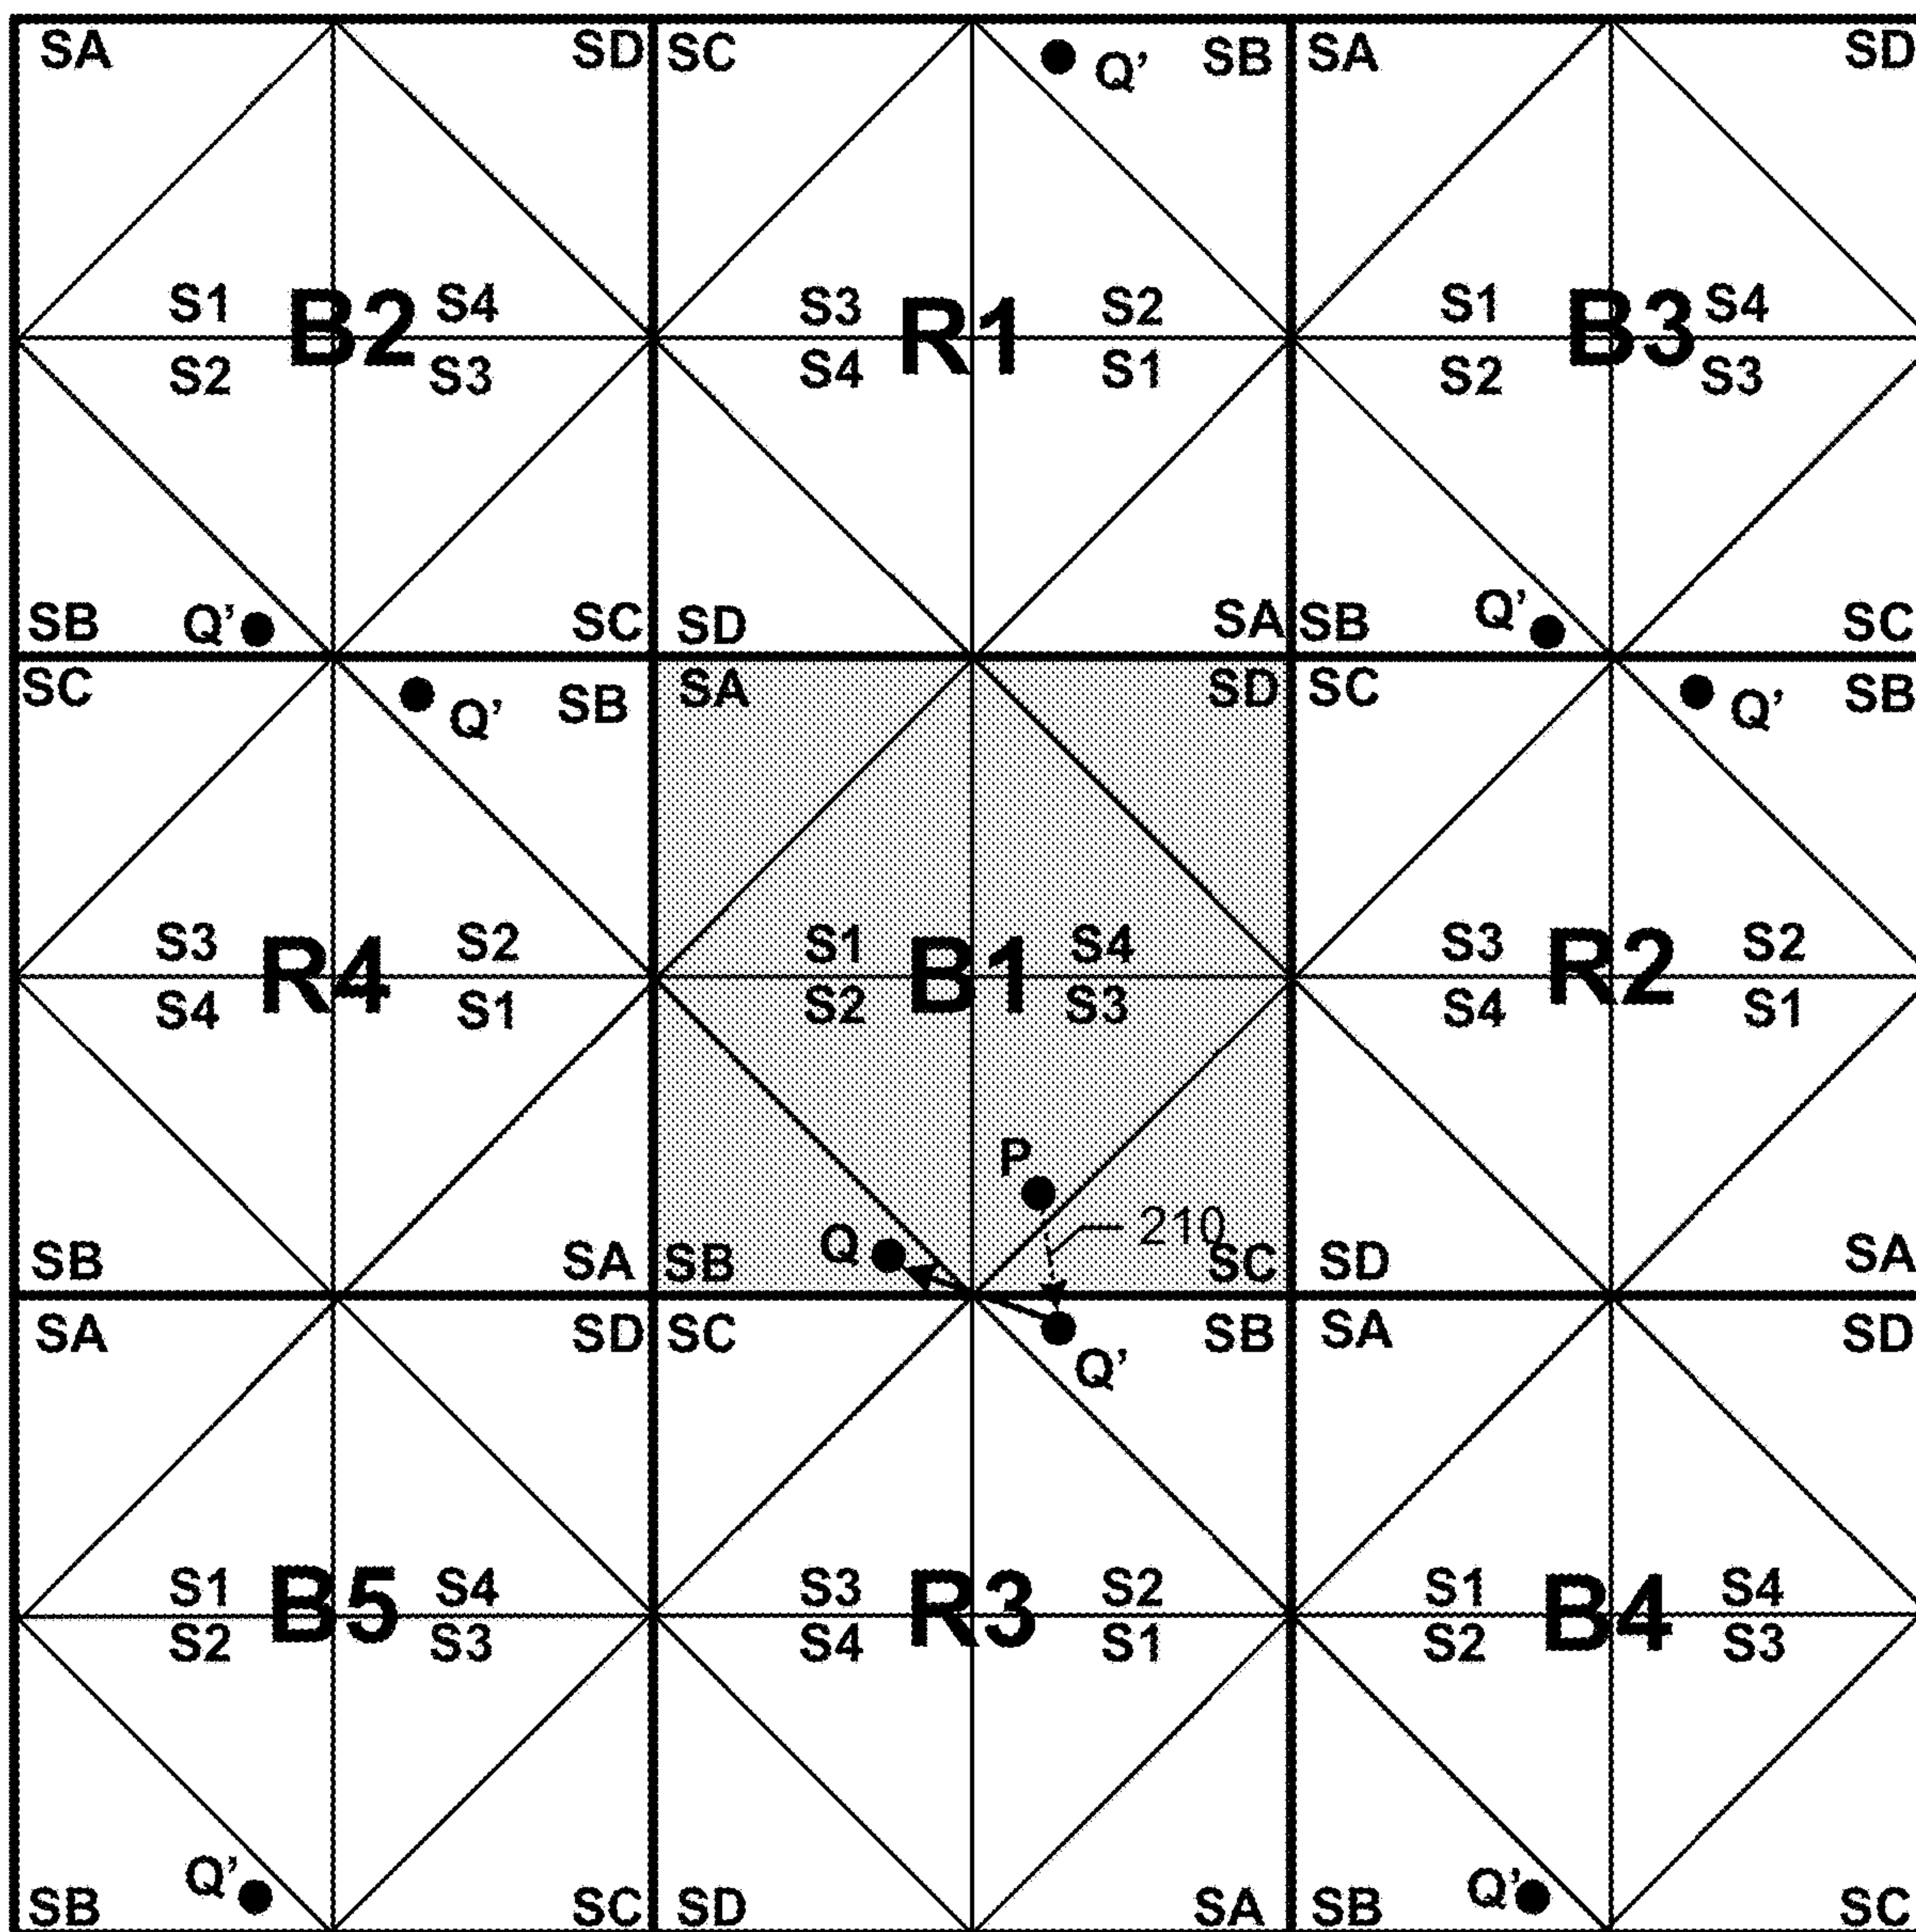 SA SD SC Q’ SB SA SD
S1 B2 S4 S3 R1 S2 S1 B3 S4
S2 S3 S4 S1 S2 S3
SB Q’ SC SD SA SB Q’ SC
SC Q’ SB SA SD SC Q’ SB
S3 R4 S2 S1 B1 S4 S3 R2 S2
S4 S1 S2 S3 S4 S1
P
Q 210
SB SA SB SC SD SA
SA SD SC Q’ SB SA SD
S1 B5 S4 S3 R3 S2 S1 B4 S4
S2 S3 S4 S1 S2 S3
SB Q’ SC SD SA SB Q’ SC